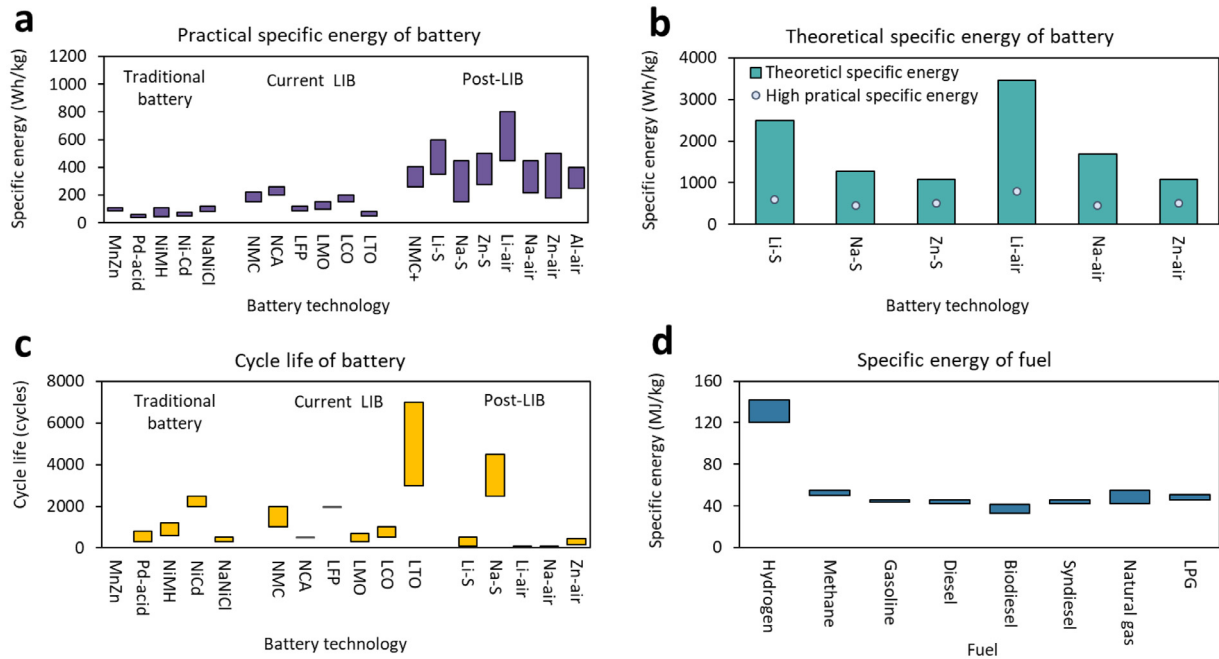 a
Practical specific energy of battery
Specific energy (Wh/kg)
1200
1000
800
600
400
200
0
Traditional
battery
Current LIB
Post-LIB
MnZn
Pd-acid
NiMH
Ni-Cd
NaNiCl
NMC
NCA
LFP
LMO
LCO
LTO
NMC+
Li-S
Na-S
Zn-S
Li-air
Na-air
Zn-air
Al-air
Battery technology
b
Theoretical specific energy of battery
Specific energy (Wh/kg)
4000
3000
2000
1000
0
Theoreticl specific energy
High pratical specific energy
Li-S
Na-S
Zn-S
Li-air
Na-air
Zn-air
Battery technology
c
Cycle life of battery
Cycle life (cycles)
8000
6000
4000
2000
0
Traditional
battery
Current LIB
Post-LIB
MnZn
Pd-acid
NiMH
NiCd
NaNiCl
NMC
NCA
LFP
LMO
LCO
LTO
Li-S
Na-S
Li-air
Na-air
Zn-air
Battery technology
d
Specific energy of fuel
Specific energy (MJ/kg)
160
120
80
40
0
Hydrogen
Methane
Gasoline
Diesel
Biodiesel
Syndiesel
Natural gas
LPG
Fuel